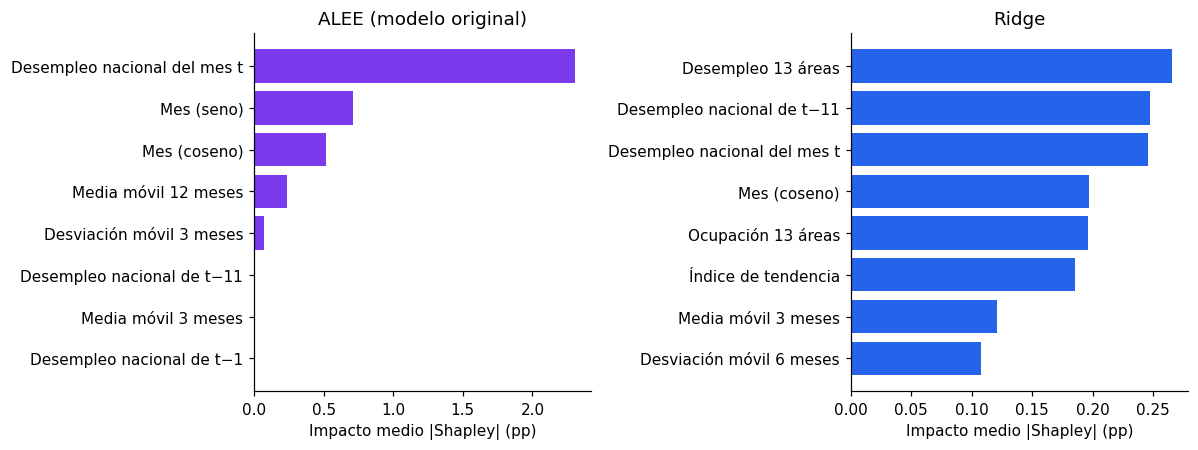 ALEE (modelo original)
Desempleo nacional del mes t
Mes (seno)
Mes (coseno)
Media móvil 12 meses
Desviación móvil 3 meses
Desempleo nacional de t−11
Media móvil 3 meses
Desempleo nacional de t−1
0.0 0.5 1.0 1.5 2.0
Impacto medio |Shapley| (pp)
Ridge
Desempleo 13 áreas
Desempleo nacional de t−11
Desempleo nacional del mes t
Mes (coseno)
Ocupación 13 áreas
Índice de tendencia
Media móvil 3 meses
Desviación móvil 6 meses
0.00 0.05 0.10 0.15 0.20 0.25
Impacto medio |Shapley| (pp)